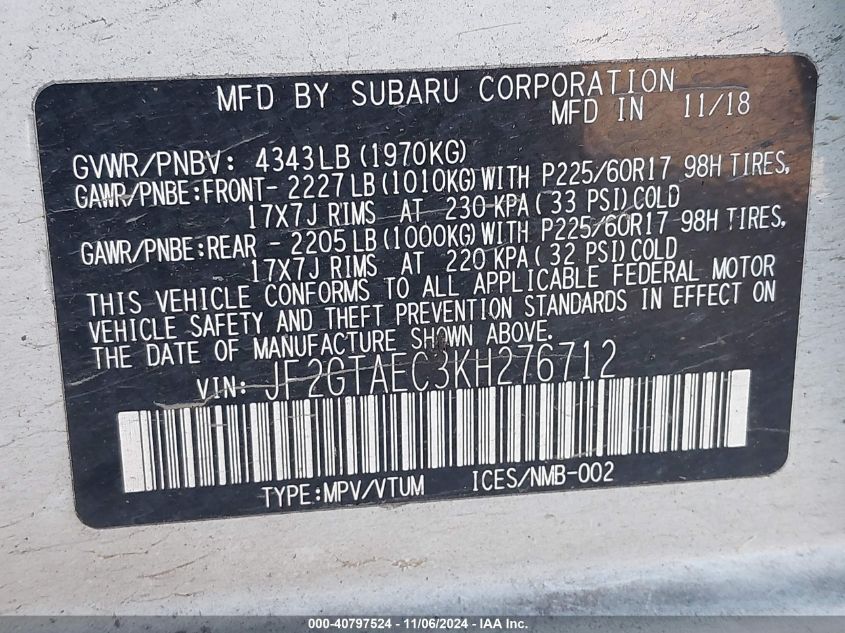 MFD BY SUBARU CORPORATION
MFD IN 11/18
GVWR/PNBV: 4343LB (1970KG)
GAWR/PNBE:FRONT- 2227 LB (1010KG) WITH P225/60R17 98H TIRES,
17X7J RIMS AT 230 KPA ( 33 PSI) COLD
GAWR/PNBE:REAR - 2205 LB (1000KG) WITH P225/60R17 98H TIRES,
17X7J RIMS AT 220 KPA ( 32 PSI) COLD
THIS VEHICLE CONFORMS TO ALL APPLICABLE FEDERAL MOTOR
VEHICLE SAFETY AND THEFT PREVENTION STANDARDS IN EFFECT ON
THE DATE OF MANUFACTURE SHOWN ABOVE.
VIN: JF2GTAEC3KH276712
TYPE:MPV/VTUM ICES/NMB-002
000-40797524 - 11/06/2024 - IAA Inc.